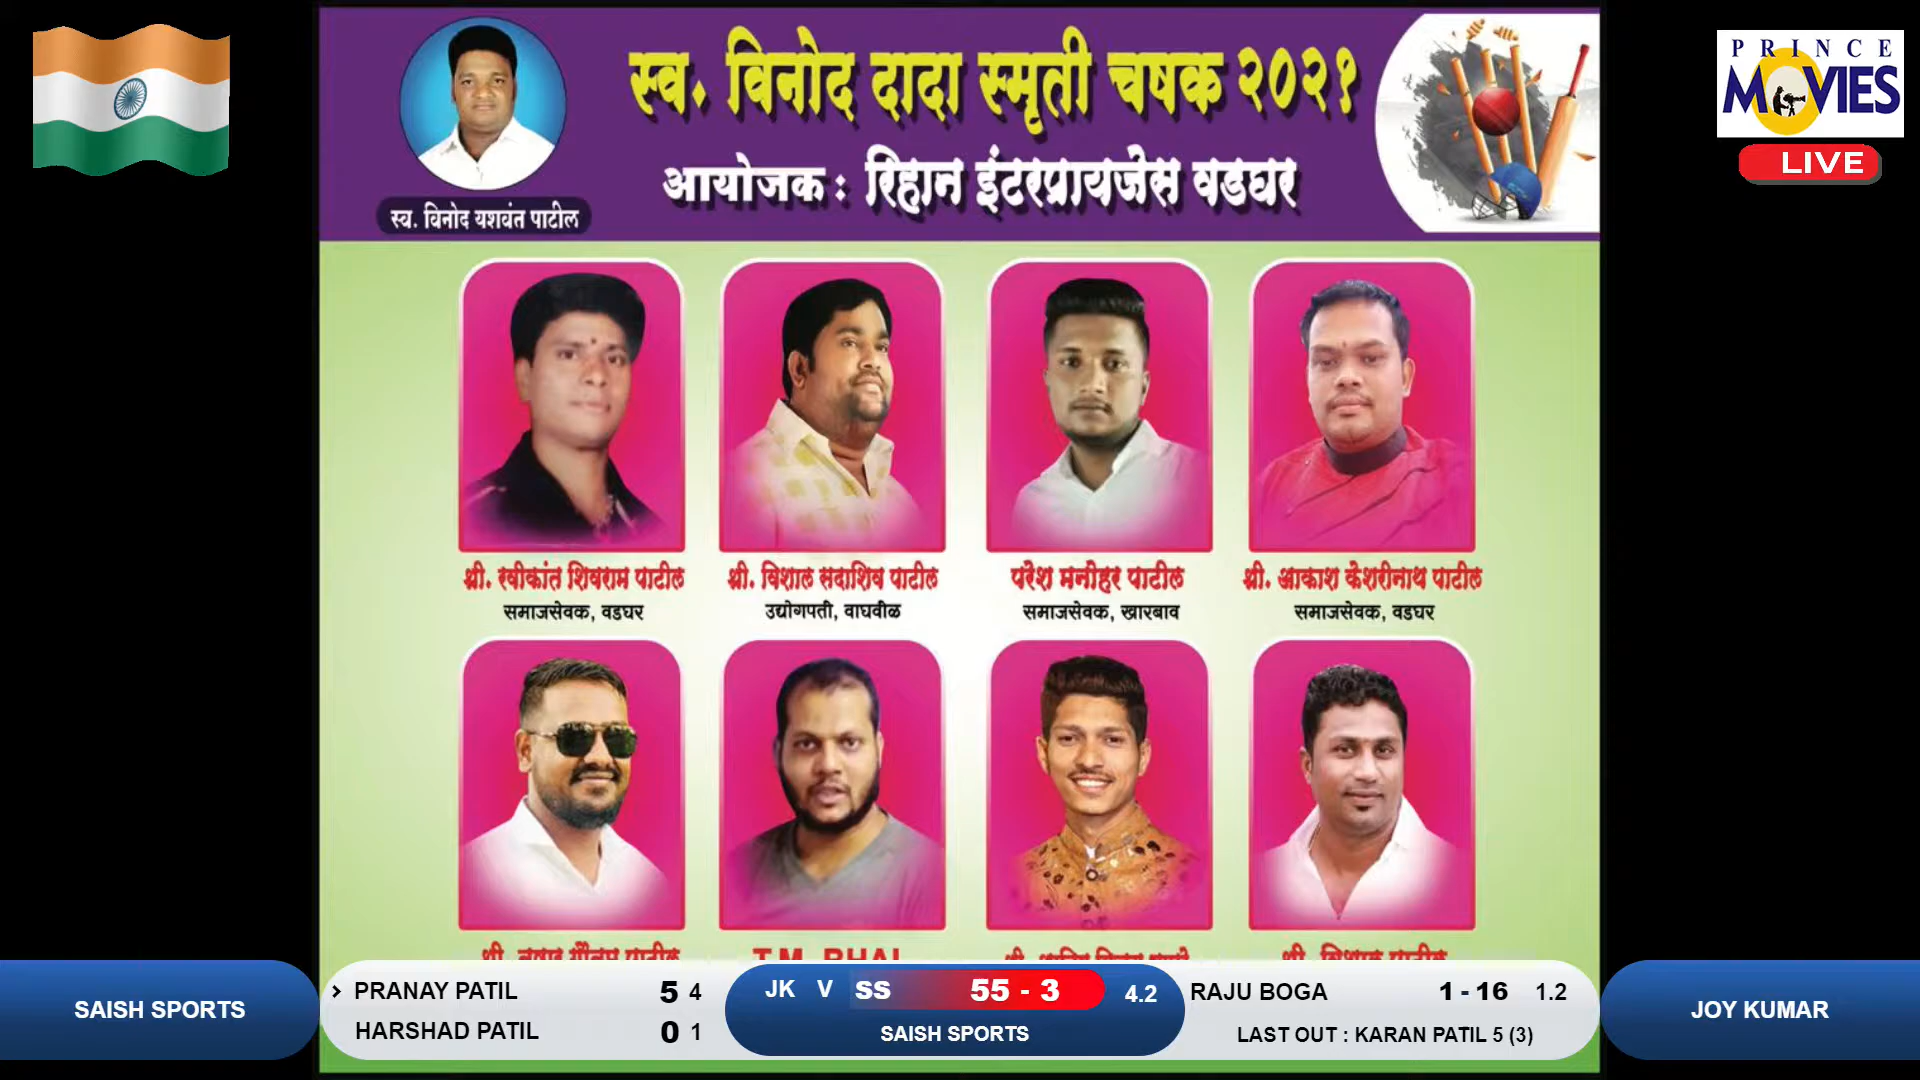 स्व. विनोद दादा स्मृती चषक २०२१
आयोजक : रिहान इंटरप्रायजेस वडघर
स्व. विनोद यशवंत पाटील
PRINCE
MOVIES
LIVE
श्री. रवीकांत शिवराम पाटील
समाजसेवक, वडघर
श्री. विशाल सदाशिव पाटील
उद्योगपती, वाघवीळ
परेश मनोहर पाटील
समाजसेवक, खारबाव
श्री. आकाश केशरीनाथ पाटील
समाजसेवक, वडघर
T.M. BHAI
SAISH SPORTS
› PRANAY PATIL 5 4
HARSHAD PATIL 0 1
JK V SS 55 - 3 4.2
SAISH SPORTS
RAJU BOGA 1 - 16 1.2
LAST OUT : KARAN PATIL 5 (3)
JOY KUMAR